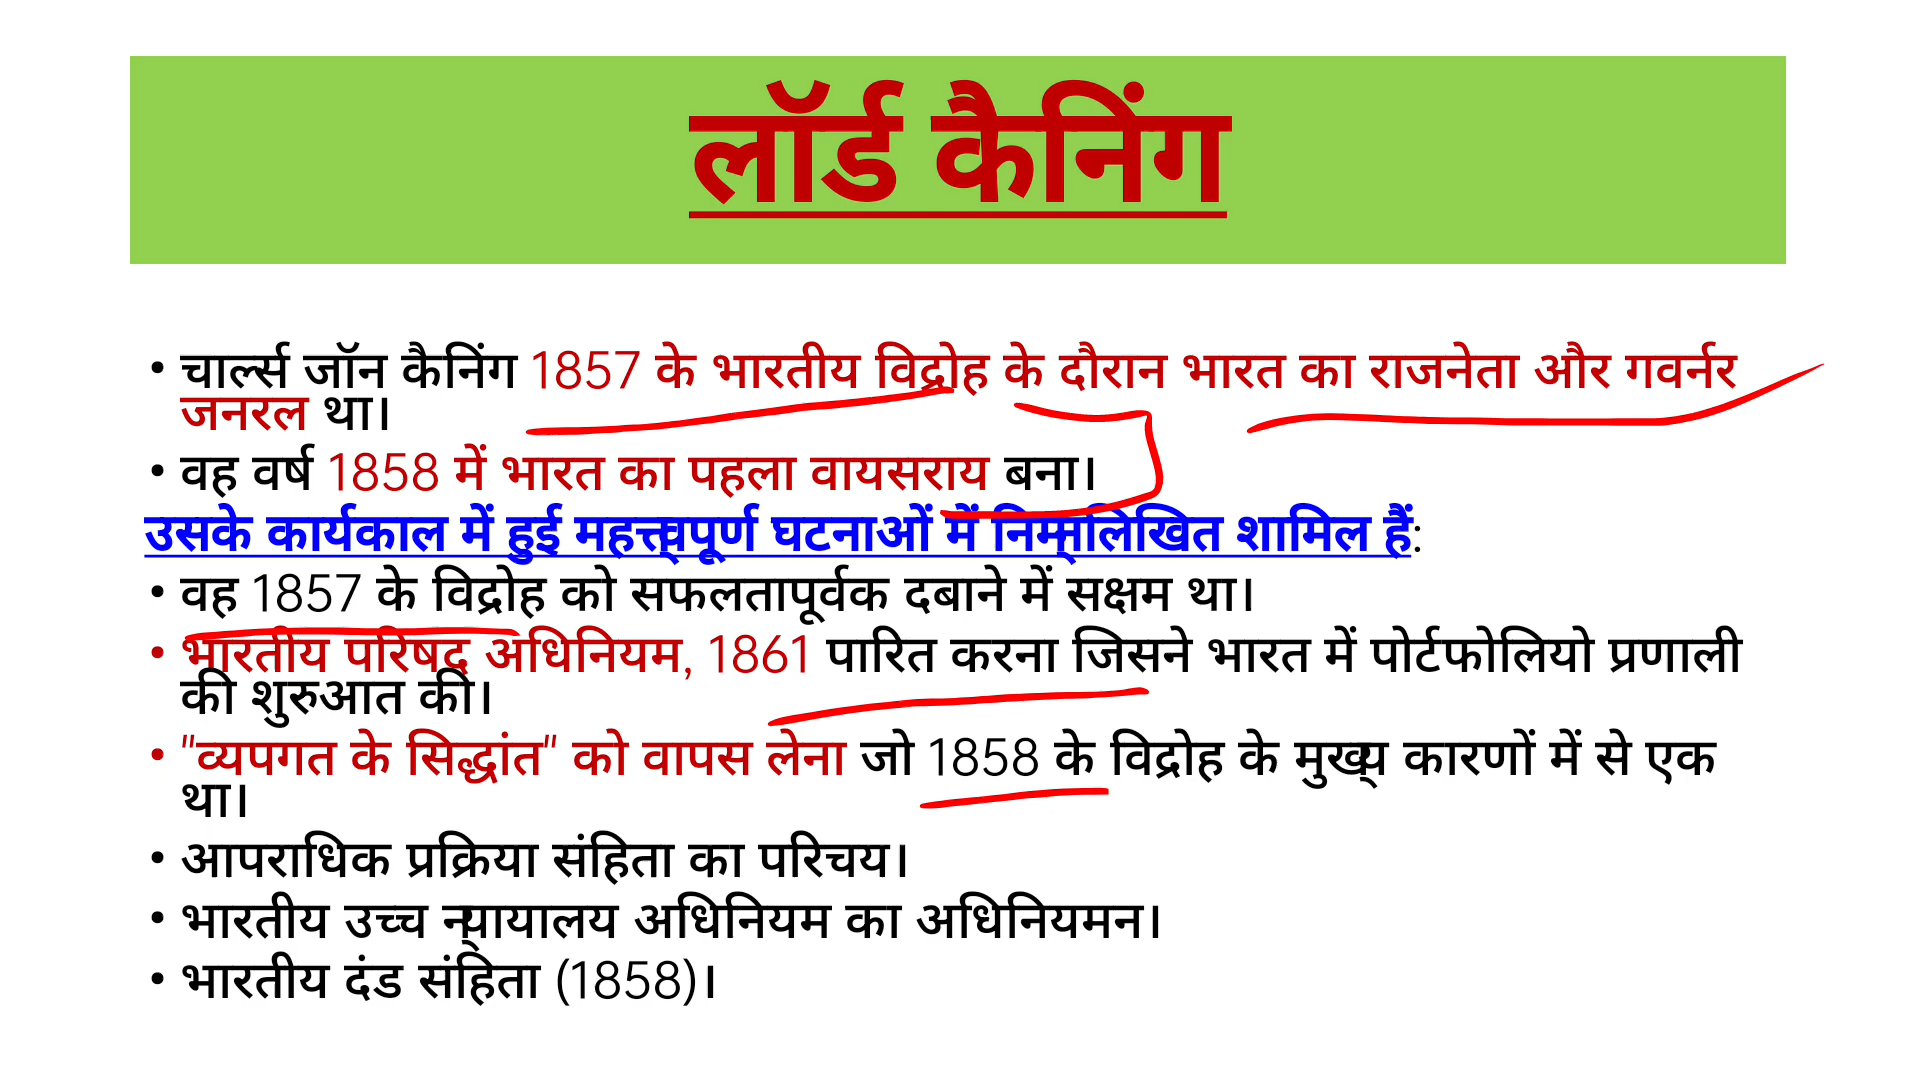 लॉर्ड कैनिंग
• चार्ल्स जॉन कैनिंग 1857 के भारतीय विद्रोह के दौरान भारत का राजनेता और गवर्नर
जनरल था।
• वह वर्ष 1858 में भारत का पहला वायसराय बना।
उसके कार्यकाल में हुई महत्त्वपूर्ण घटनाओं में निम्नलिखित शामिल हैं:
• वह 1857 के विद्रोह को सफलतापूर्वक दबाने में सक्षम था।
• भारतीय परिषद अधिनियम, 1861 पारित करना जिसने भारत में पोर्टफोलियो प्रणाली
की शुरुआत की।
• "व्यपगत के सिद्धांत" को वापस लेना जो 1858 के विद्रोह के मुख्य कारणों में से एक
था।
• आपराधिक प्रक्रिया संहिता का परिचय।
• भारतीय उच्च न्यायालय अधिनियम का अधिनियमन।
• भारतीय दंड संहिता (1858)।